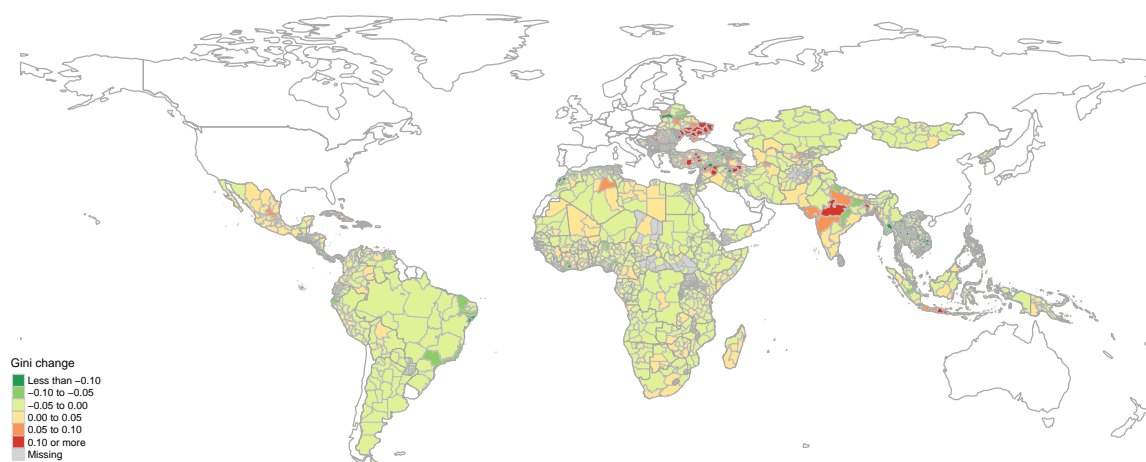 Gini change
Less than −0.10
−0.10 to −0.05
−0.05 to 0.00
0.00 to 0.05
0.05 to 0.10
0.10 or more
Missing